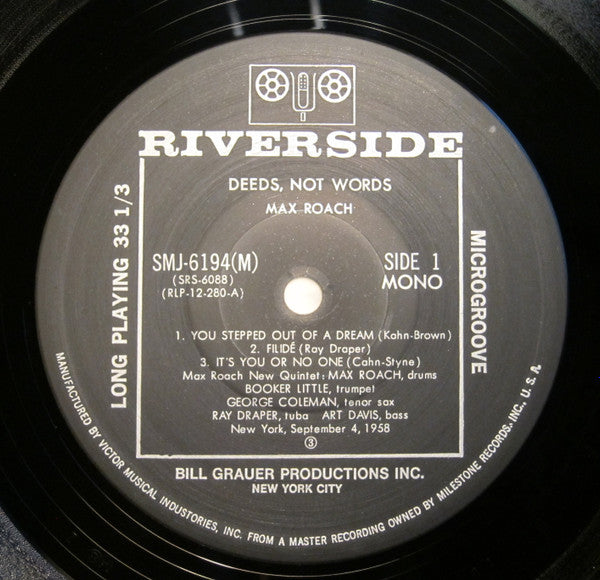 RIVERSIDE
DEEDS, NOT WORDS
MAX ROACH
SMJ-6194(M)
(SRS-6088)
(RLP-12-280-A)
SIDE 1
MONO
LONG PLAYING 33 1/3
MICROGROOVE
1. YOU STEPPED OUT OF A DREAM (Kahn-Brown)
2. FILIDÉ (Ray Draper)
3. IT'S YOU OR NO ONE (Cahn-Styne)
Max Roach New Quintet: MAX ROACH, drums
BOOKER LITTLE, trumpet
GEORGE COLEMAN, tenor sax
RAY DRAPER, tuba ART DAVIS, bass
New York, September 4, 1958
③
BILL GRAUER PRODUCTIONS INC.
NEW YORK CITY
MANUFACTURED BY VICTOR MUSICAL INDUSTORIES, INC. FROM A MASTER RECORDING OWNED BY MILESTONE RECORDS, INC., U. S. A.